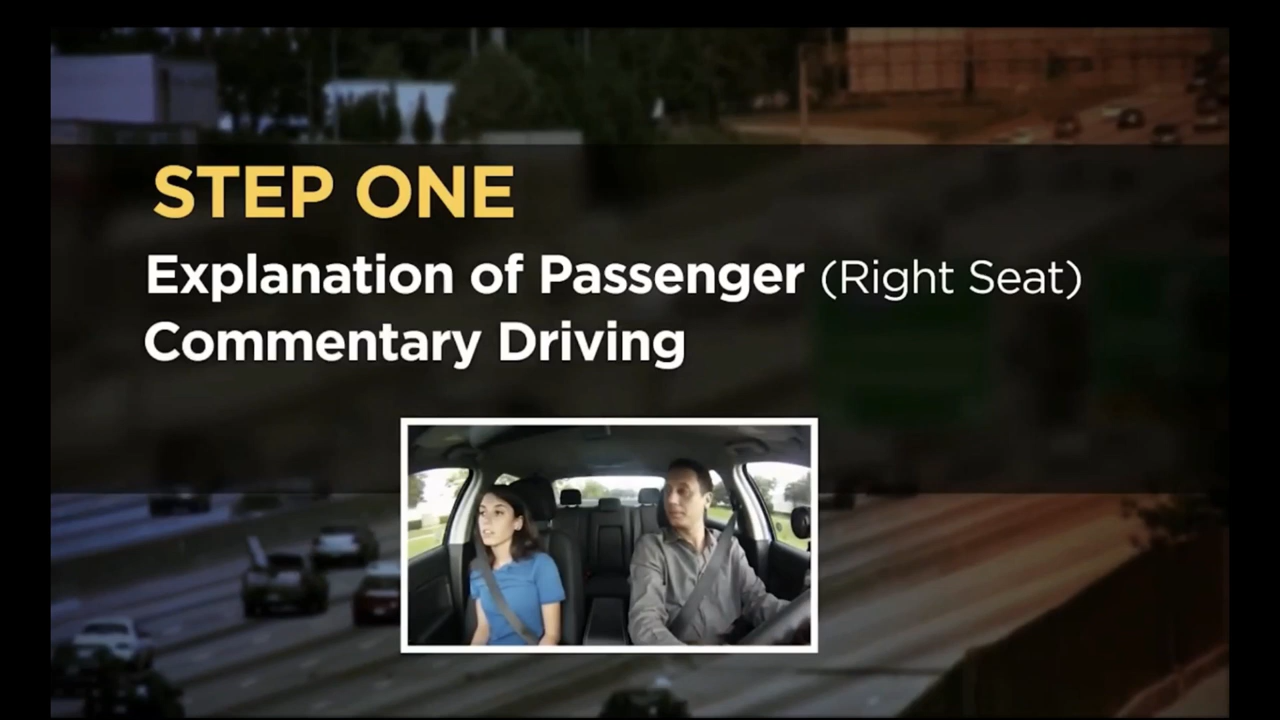 STEP ONE
Explanation of Passenger (Right Seat)
Commentary Driving